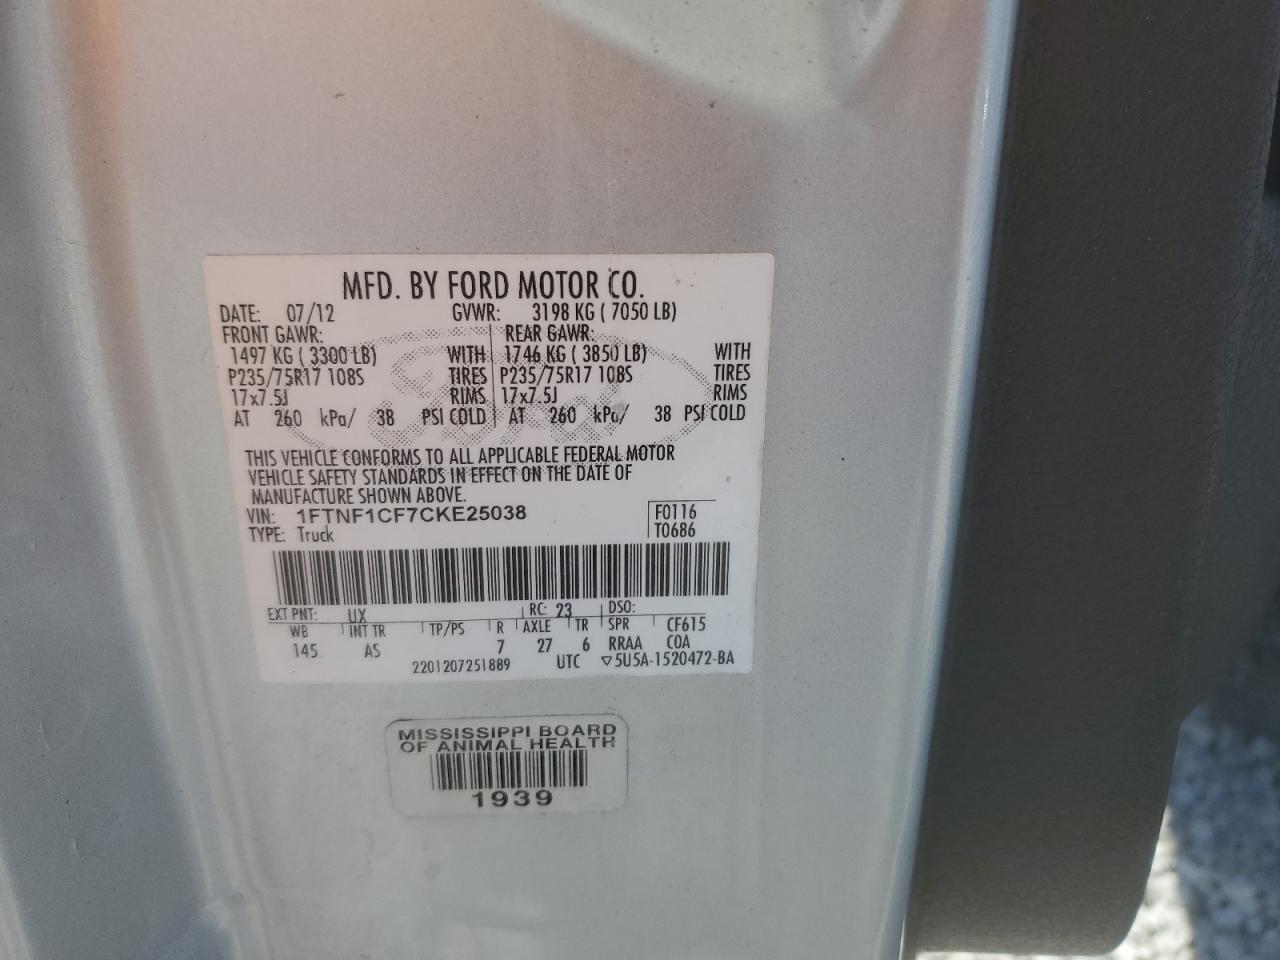 MFD. BY FORD MOTOR CO.
DATE: 07/12 GVWR: 3198 KG ( 7050 LB)
FRONT GAWR: REAR GAWR:
1497 KG ( 3300 LB) WITH 1746 KG ( 3850 LB) WITH
P235/75R17 108S TIRES P235/75R17 108S TIRES
17x7.5J RIMS 17x7.5J RIMS
AT 260 kPa/ 38 PSI COLD AT 260 kPa/ 38 PSI COLD
THIS VEHICLE CONFORMS TO ALL APPLICABLE FEDERAL MOTOR
VEHICLE SAFETY STANDARDS IN EFFECT ON THE DATE OF
MANUFACTURE SHOWN ABOVE.
VIN: 1FTNF1CF7CKE25038 F0116
TYPE: Truck T0686
EXT PNT: UX RC: 23 DSO:
WB INT TR TP/PS R AXLE TR SPR CF615
145 AS 7 27 6 RRAA COA
2201207251889 UTC ▽5U5A-1520472-BA
MISSISSIPPI BOARD
OF ANIMAL HEALTH
1939